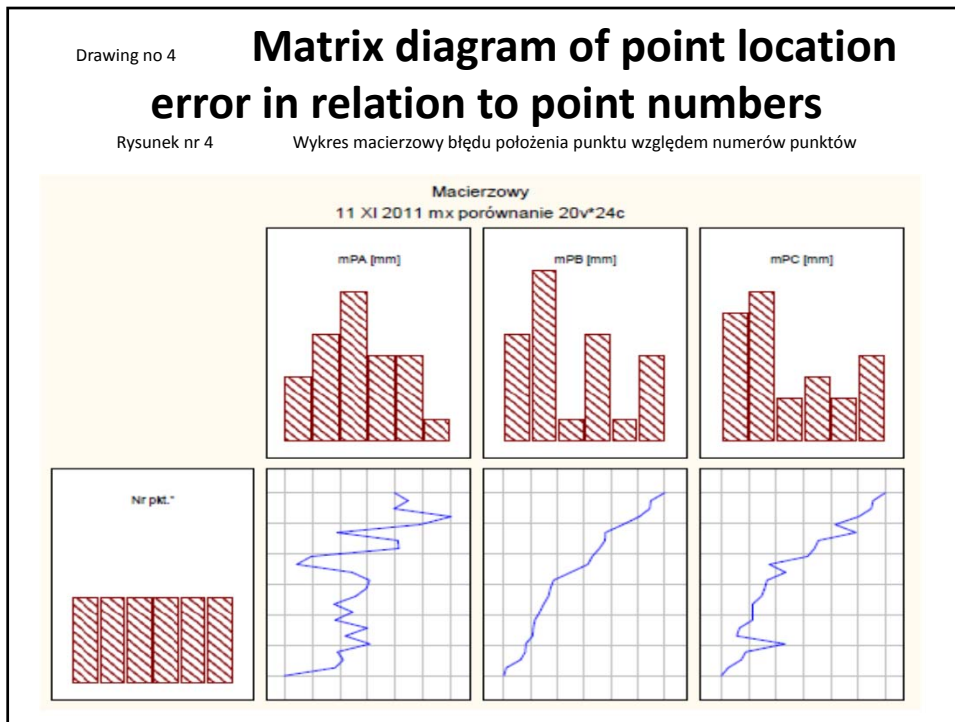 Drawing no 4 Matrix diagram of point location
error in relation to point numbers
Rysunek nr 4 Wykres macierzowy błędu położenia punktu względem numerów punktów
Macierzowy
11 XI 2011 mx porównanie 20v*24c
mPA [mm] mPB [mm] mPC [mm]
Nr pkt.*